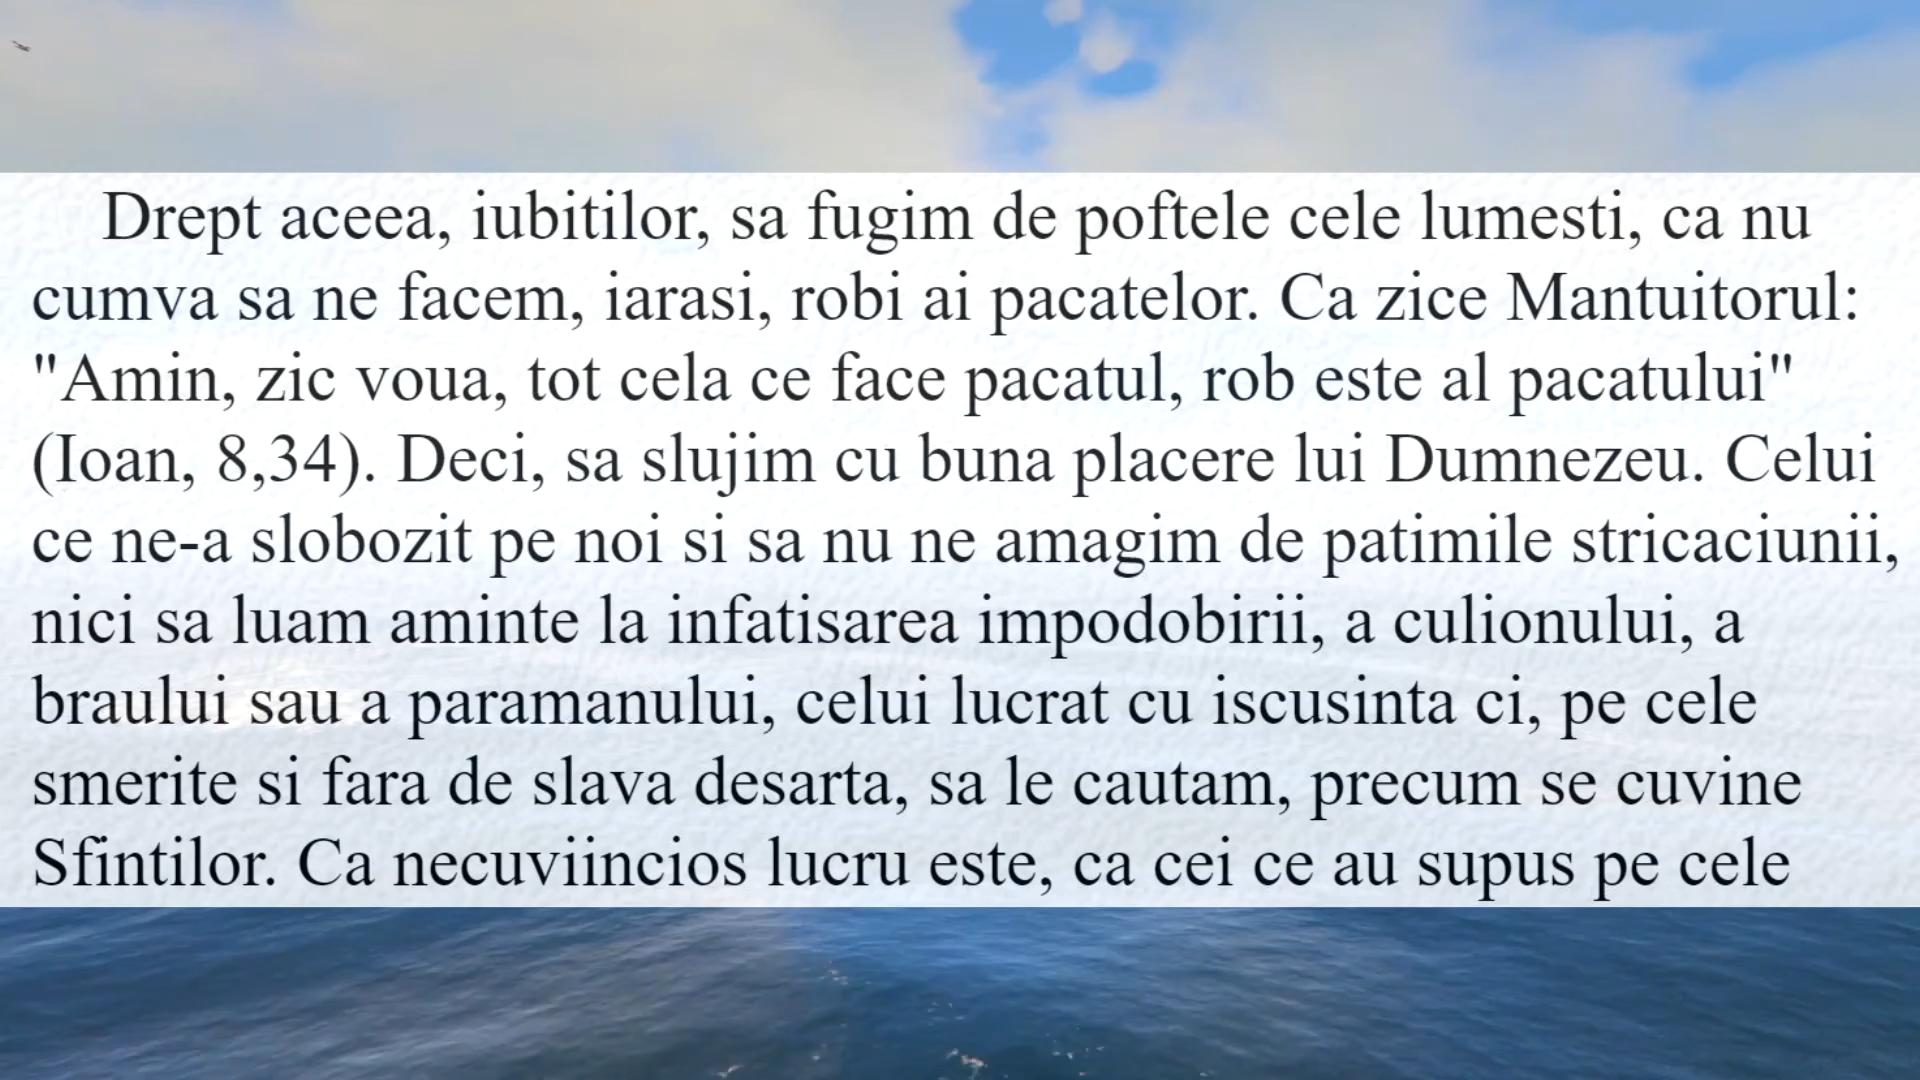 Drept aceea, iubitilor, sa fugim de poftele cele lumesti, ca nu
cumva sa ne facem, iarasi, robi ai pacatelor. Ca zice Mantuitorul:
"Amin, zic voua, tot cela ce face pacatul, rob este al pacatului"
(Ioan, 8,34). Deci, sa slujim cu buna placere lui Dumnezeu. Celui
ce ne-a slobozit pe noi si sa nu ne amagim de patimile stricaciunii,
nici sa luam aminte la infatisarea impodobirii, a culionului, a
braului sau a paramanului, celui lucrat cu iscusinta ci, pe cele
smerite si fara de slava desarta, sa le cautam, precum se cuvine
Sfintilor. Ca necuviincios lucru este, ca cei ce au supus pe cele